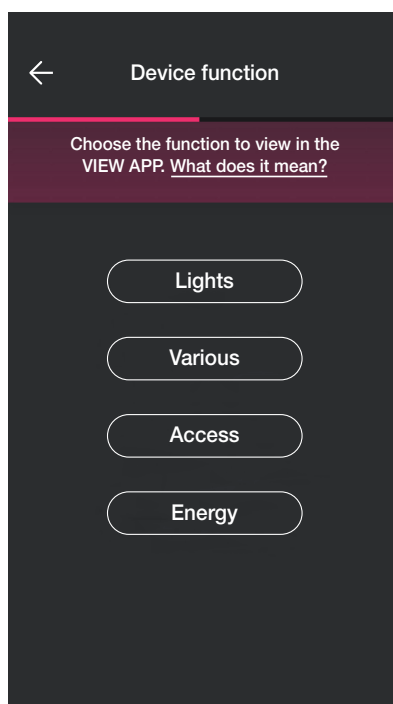 Device function
Choose the function to view in the
VIEW APP. What does it mean?
Lights
Various
Access
Energy